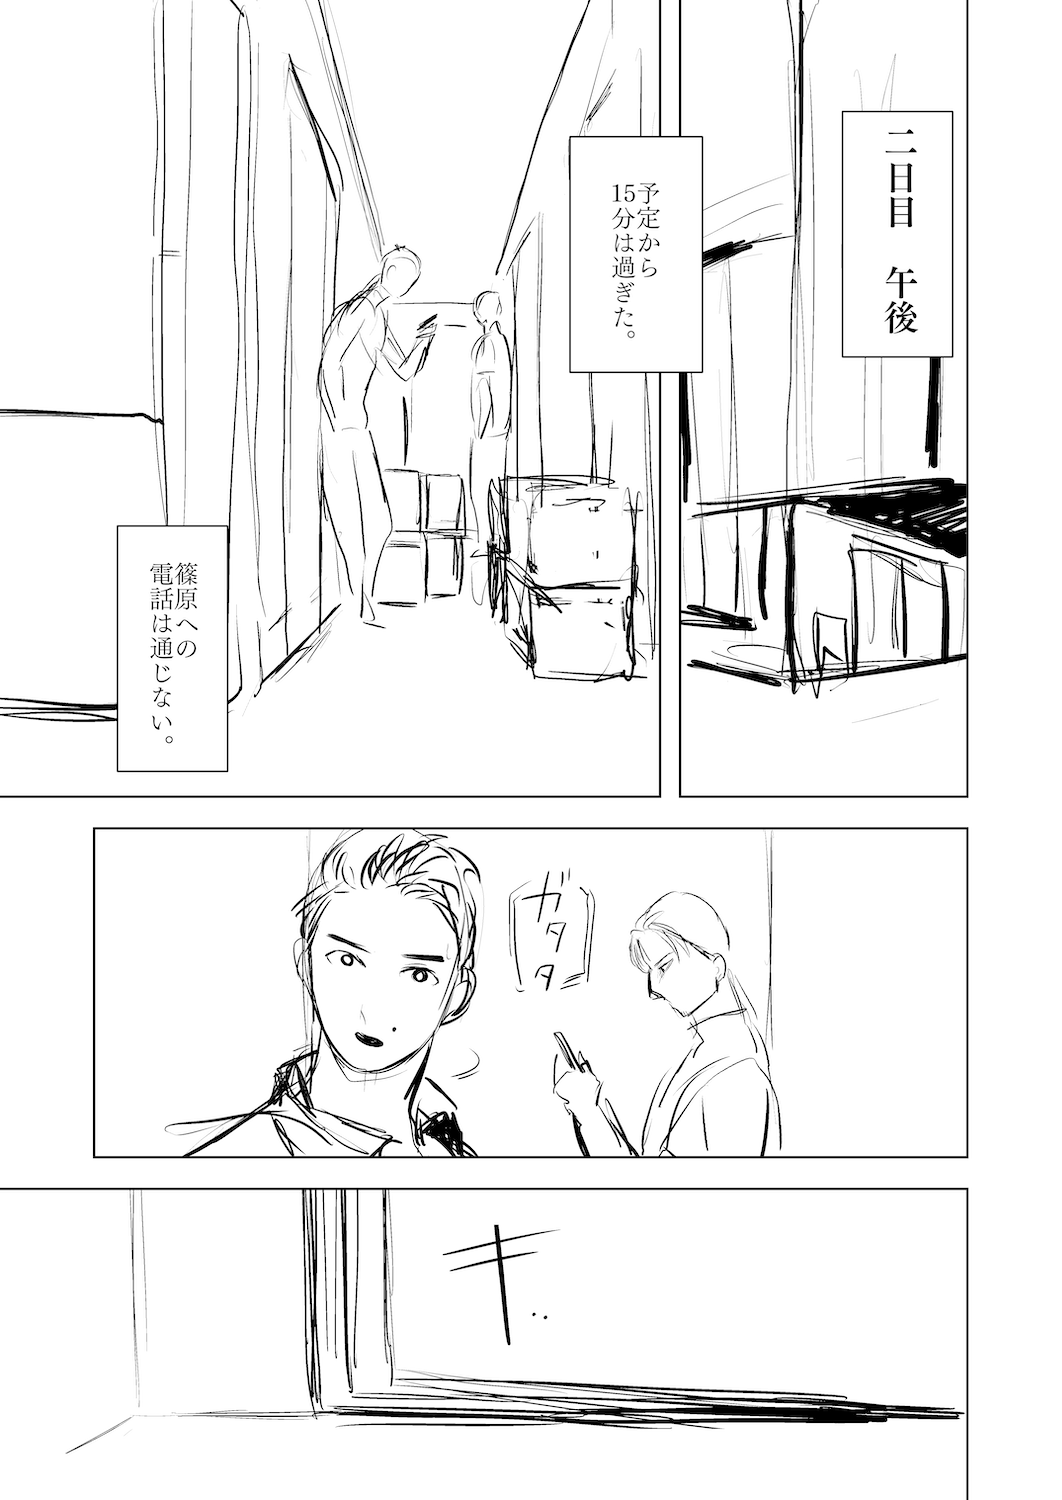 二日目　午後
予定から
15分は過ぎた。
篠原への
電話は通じない。
ガタタ
キ‥